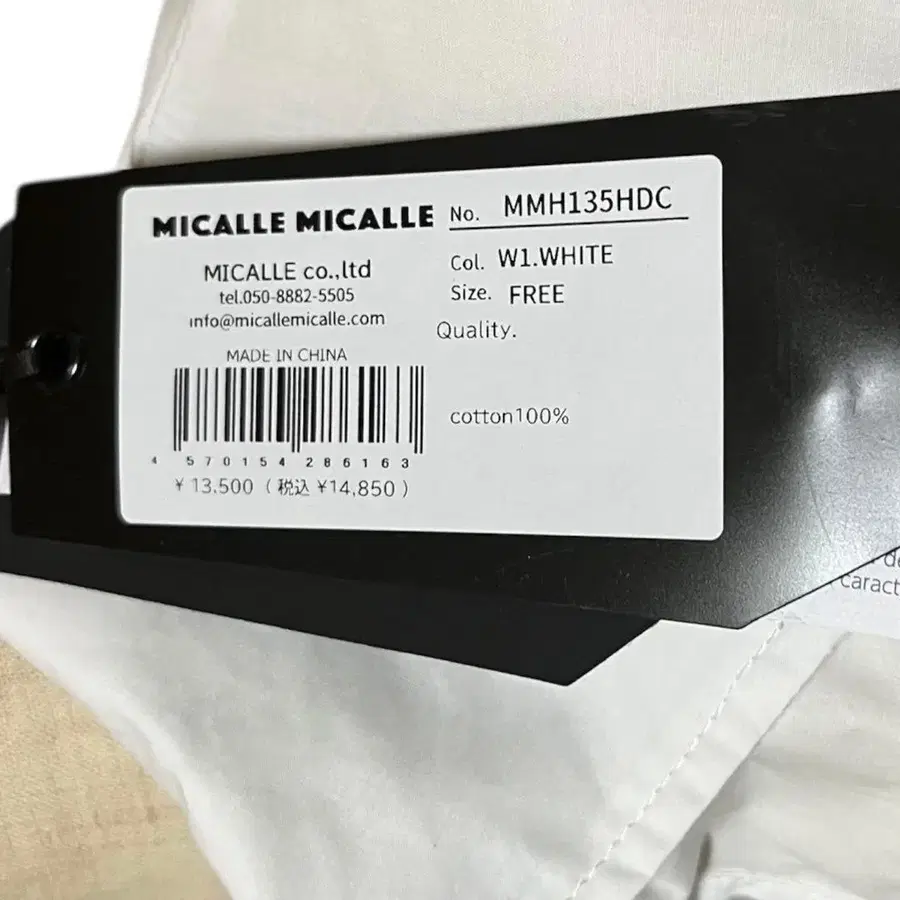 MICALLE MICALLE
MICALLE co.,ltd
tel.050-8882-5505
info@micallemicalle.com
MADE IN CHINA
4 570154 286163
¥ 13,500 ( 税込 ¥14,850 )
No. MMH135HDC
Col. W1.WHITE
Size. FREE
Quality.
cotton100%